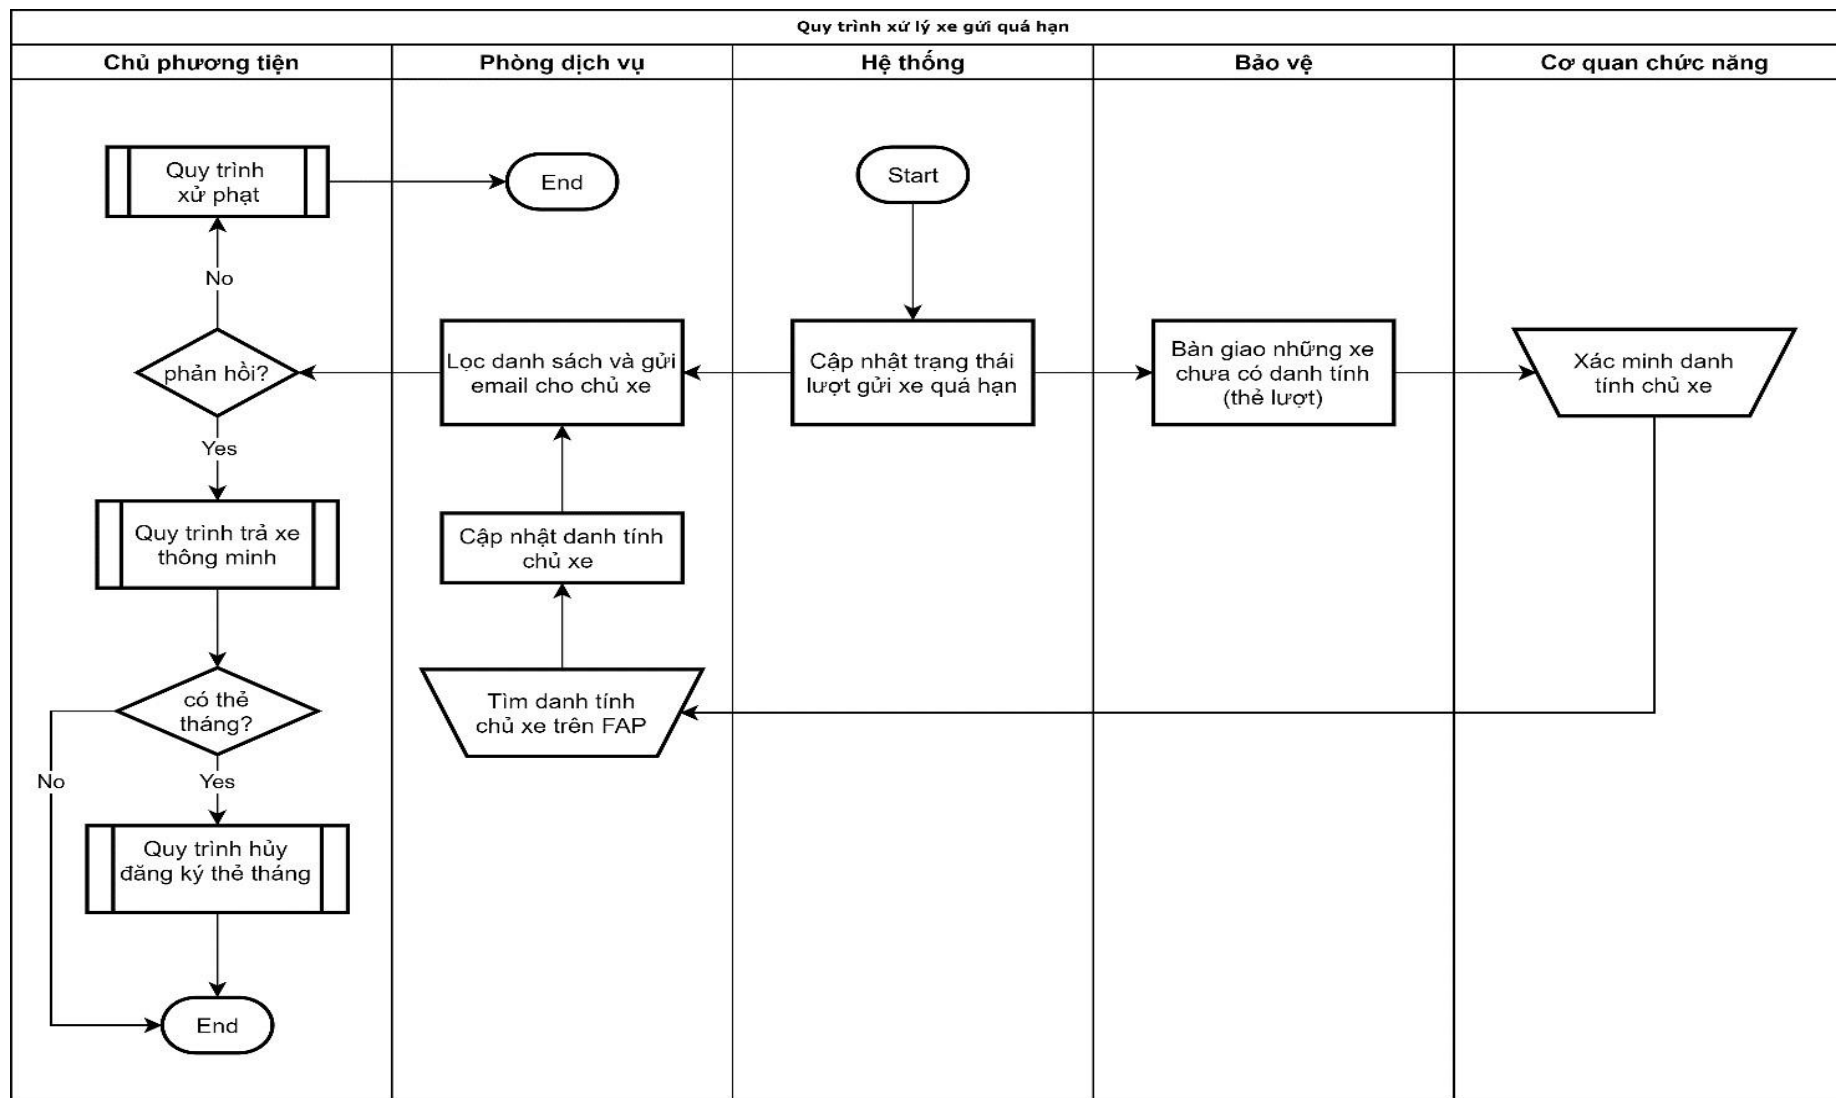 Quy trình xử lý xe gửi quá hạn
Chủ phương tiện
Phòng dịch vụ
Hệ thống
Bảo vệ
Cơ quan chức năng
Quy trình
xử phạt
End
Start
No
phản hồi?
Lọc danh sách và gửi
email cho chủ xe
Cập nhật trạng thái
lượt gửi xe quá hạn
Bàn giao những xe
chưa có danh tính
(thẻ lượt)
Xác minh danh
tính chủ xe
Yes
Quy trình trả xe
thông minh
Cập nhật danh tính
chủ xe
có thẻ
tháng?
Tìm danh tính
chủ xe trên FAP
No
Yes
Quy trình hủy
đăng ký thẻ tháng
End